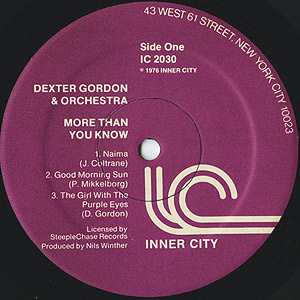 43 WEST 61 STREET, NEW YORK CITY 10023
Side One
IC 2030
℗ 1976 INNER CITY
DEXTER GORDON
& ORCHESTRA
MORE THAN
YOU KNOW
1. Naima
(J. Coltrane)
2. Good Morning Sun
(P. Mikkelborg)
3. The Girl With The
Purple Eyes
(D. Gordon)
Licensed by
SteepleChase Records
Produced by Nils Winther
INNER CITY